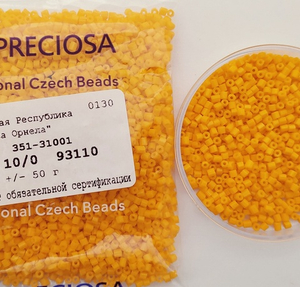 PRECIOSA
onal Czech Beads
0130
ая Республика
а Орнела"
351-31001
10/0 93110
+/- 50 г
обязательной сертификации
onal Czech Beads
PRECIOSA